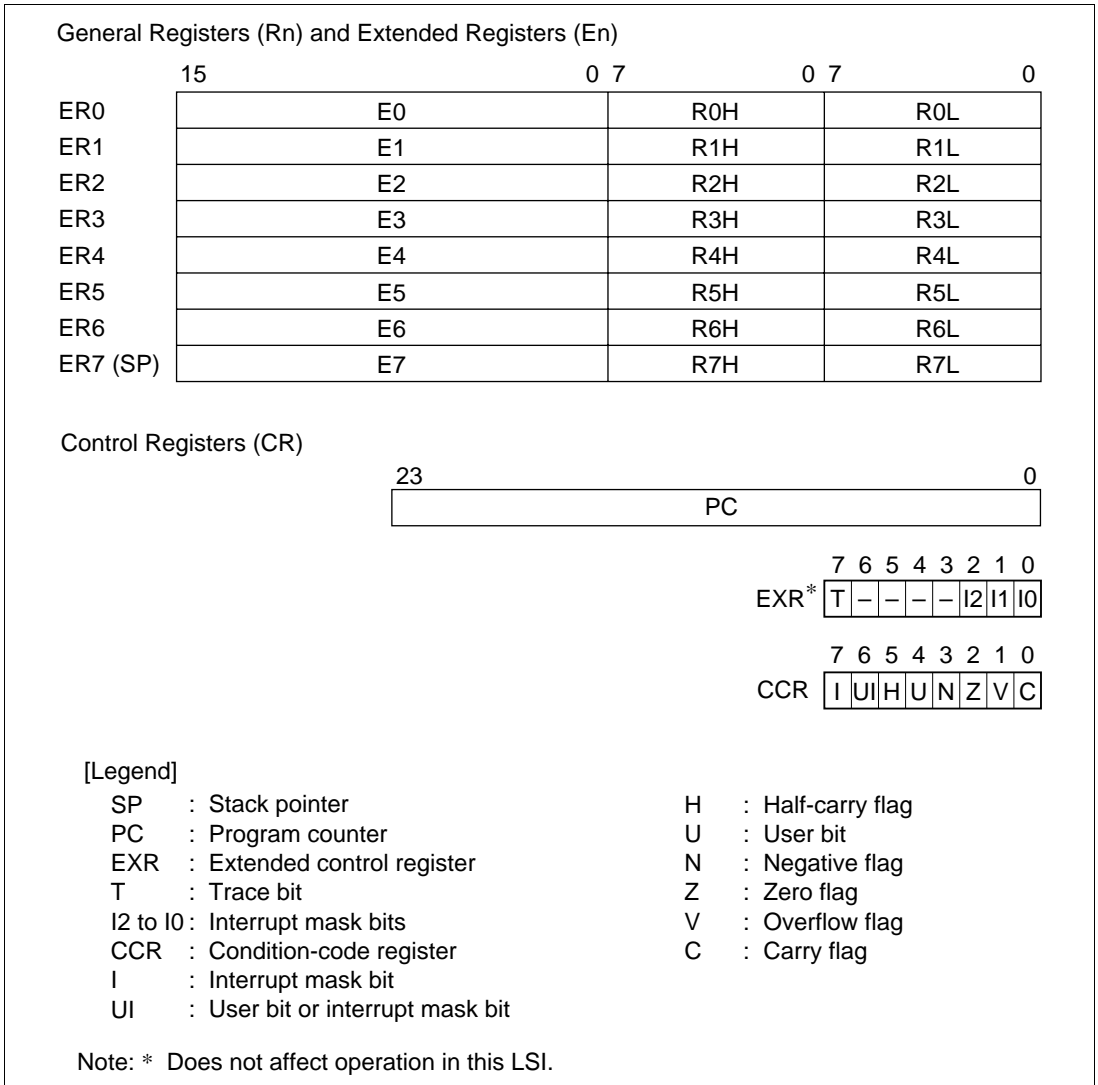 General Registers (Rn) and Extended Registers (En)
15 0 7 0 7 0
ER0 E0 R0H R0L
ER1 E1 R1H R1L
ER2 E2 R2H R2L
ER3 E3 R3H R3L
ER4 E4 R4H R4L
ER5 E5 R5H R5L
ER6 E6 R6H R6L
ER7 (SP) E7 R7H R7L
Control Registers (CR)
23 0
PC
7 6 5 4 3 2 1 0
EXR* T – – – – I2 I1 I0
7 6 5 4 3 2 1 0
CCR I UI H U N Z V C
[Legend]
SP : Stack pointer
PC : Program counter
EXR : Extended control register
T : Trace bit
I2 to I0 : Interrupt mask bits
CCR : Condition-code register
I : Interrupt mask bit
UI : User bit or interrupt mask bit
H : Half-carry flag
U : User bit
N : Negative flag
Z : Zero flag
V : Overflow flag
C : Carry flag
Note: * Does not affect operation in this LSI.